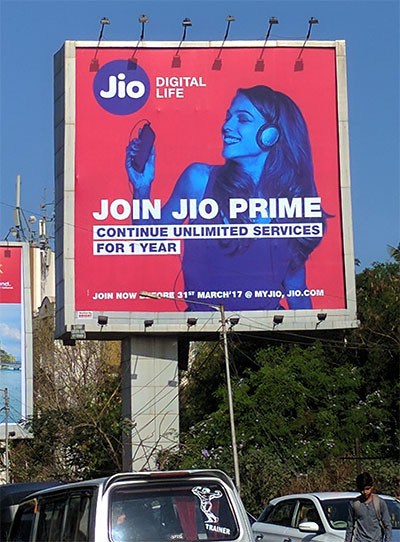 Jio
DIGITAL
LIFE
JOIN JIO PRIME
CONTINUE UNLIMITED SERVICES
FOR 1 YEAR
JOIN NOW BEFORE 31ST MARCH'17 @ MYJIO, JIO.COM
TRAINER